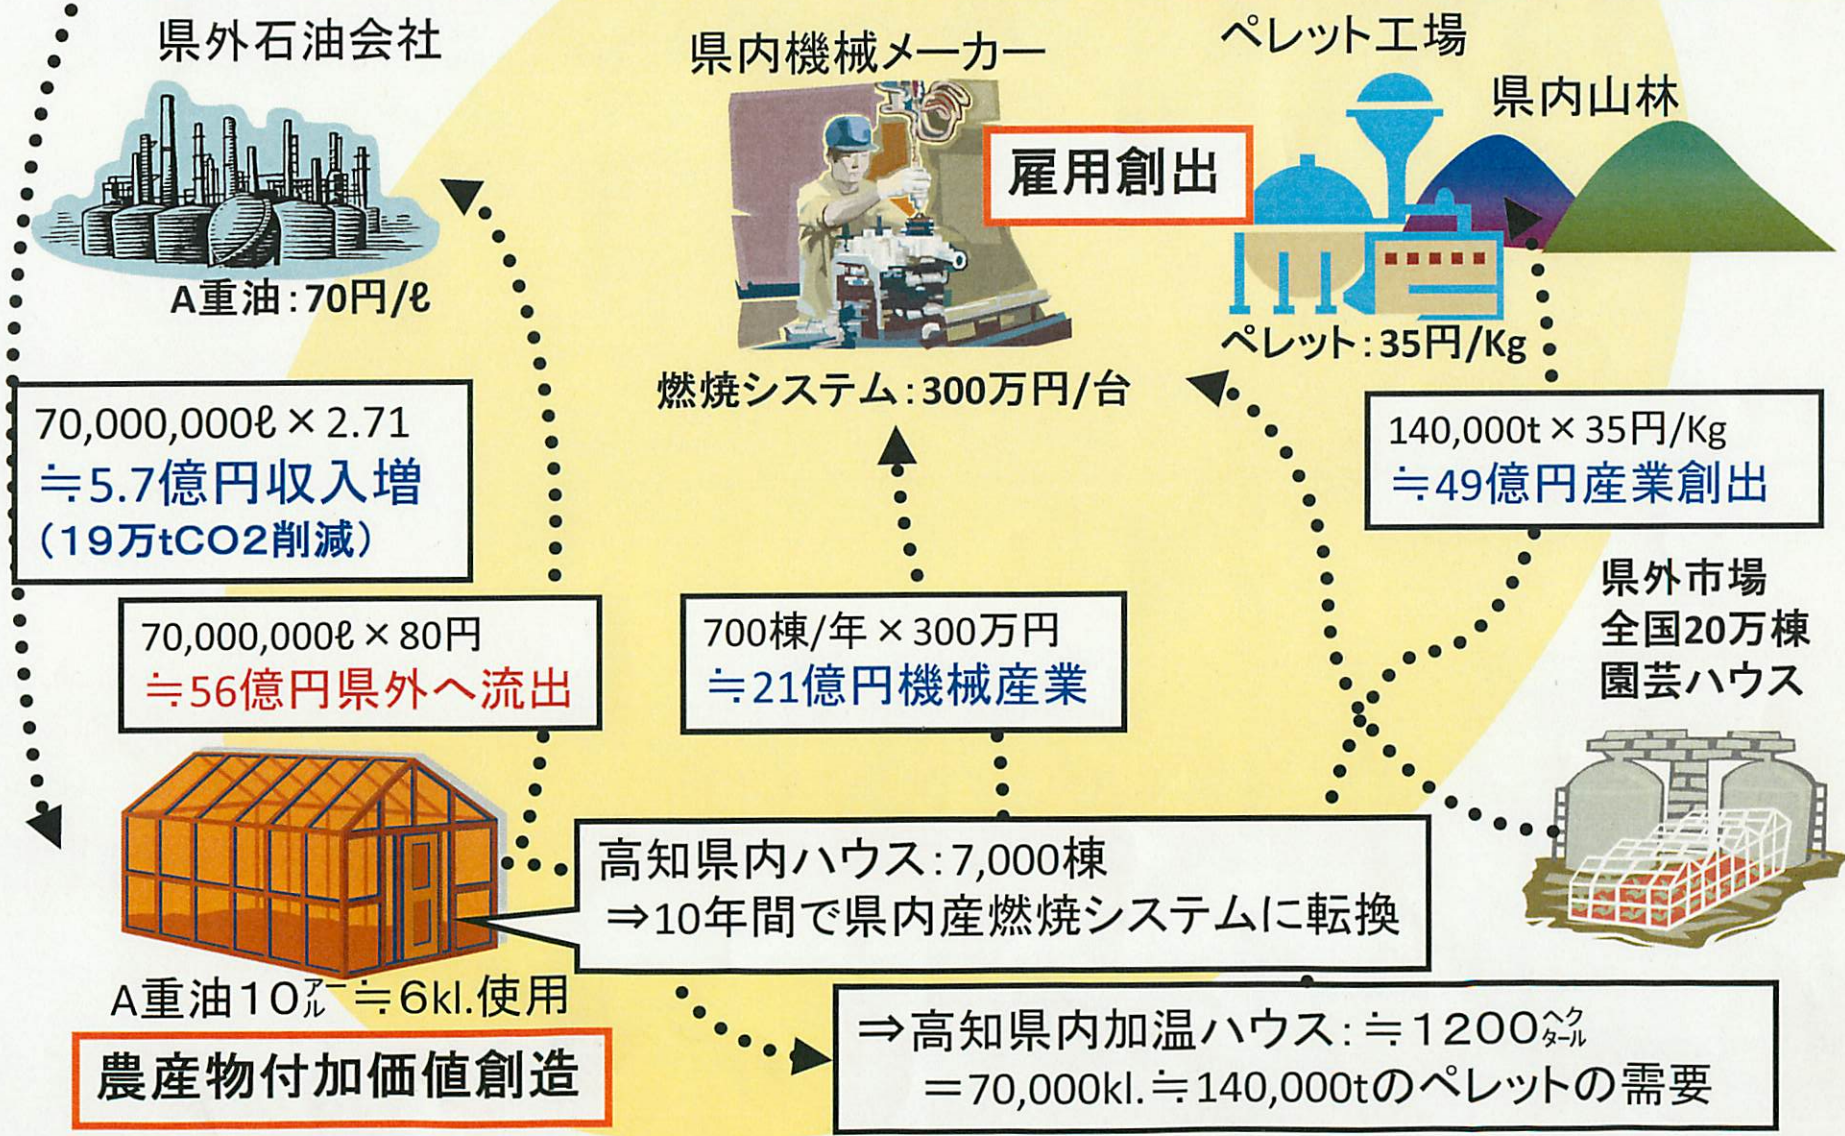 県外石油会社
県内機械メーカー
ペレット工場
県内山林
雇用創出
A重油:70円/ℓ
ペレット:35円/Kg
燃焼システム:300万円/台
70,000,000ℓ×2.71
≒5.7億円収入増
(19万tCO2削減)
140,000t×35円/Kg
≒49億円産業創出
70,000,000ℓ×80円
≒56億円県外へ流出
700棟/年×300万円
≒21億円機械産業
県外市場
全国20万棟
園芸ハウス
高知県内ハウス:7,000棟
⇒10年間で県内産燃焼システムに転換
A重油10アール≒6kl.使用
農産物付加価値創造
⇒高知県内加温ハウス:≒1200ヘクタール
=70,000kl.≒140,000tのペレットの需要